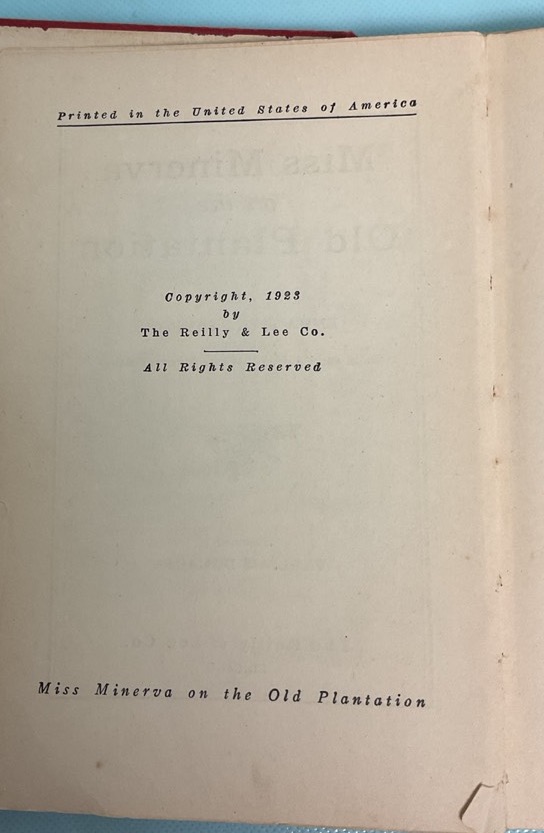 Printed in the United States of America
Copyright, 1923
by
The Reilly & Lee Co.
All Rights Reserved
Miss Minerva on the Old Plantation